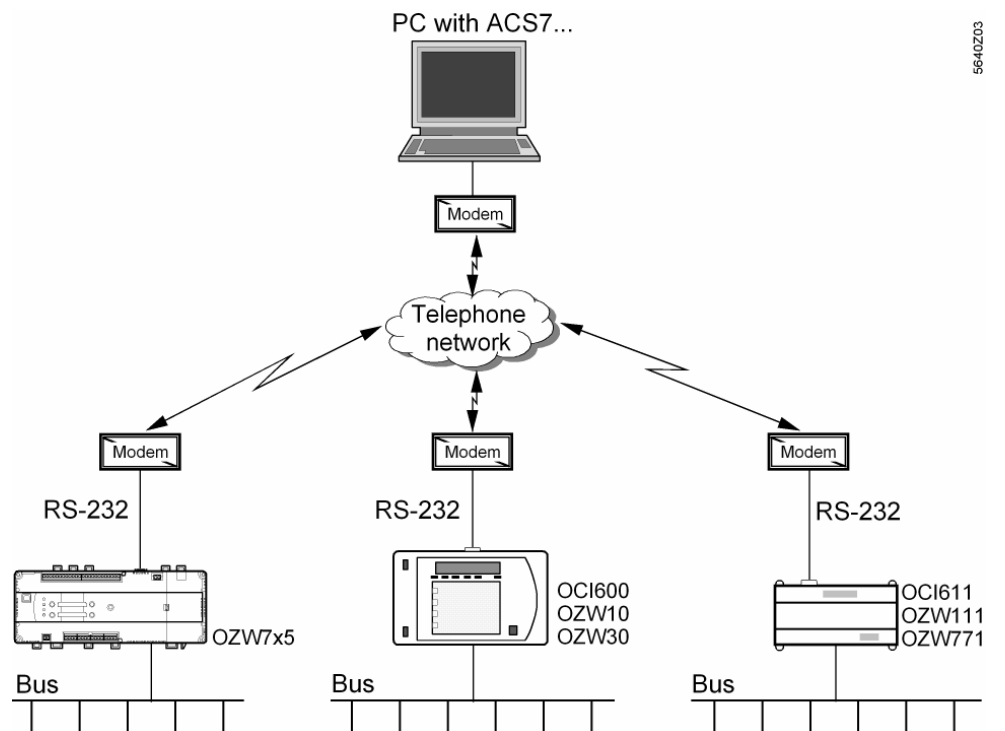 PC with ACS7...
5640Z03
Modem
Telephone
network
Modem
Modem
Modem
RS-232
RS-232
RS-232
OZW7x5
OCI600
OZW10
OZW30
OCI611
OZW111
OZW771
Bus
Bus
Bus